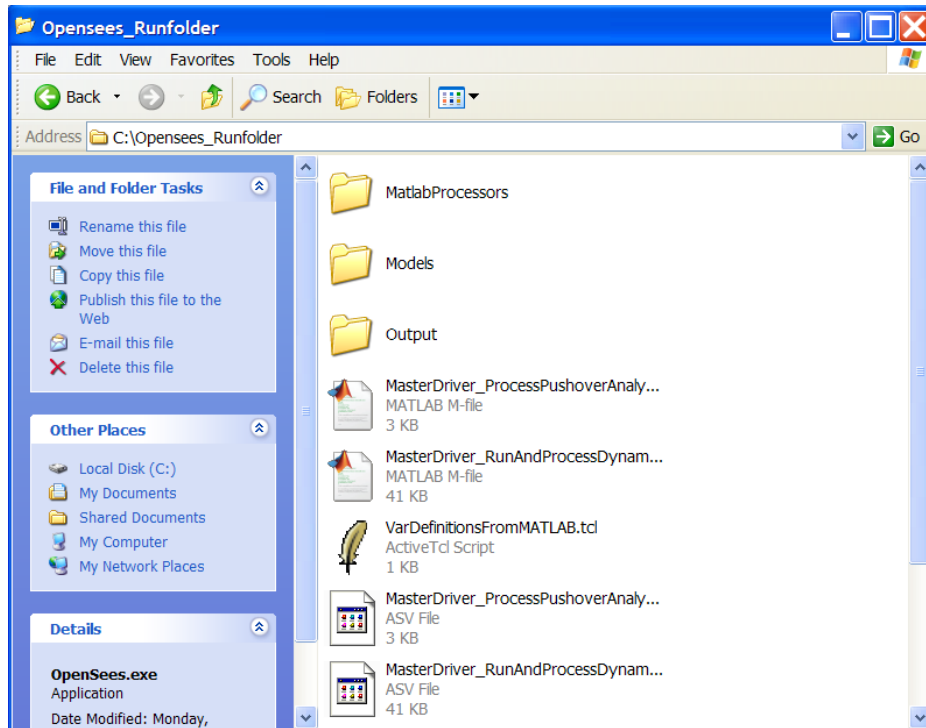 Opensees_Runfolder
File Edit View Favorites Tools Help
Back Search Folders
Address C:\Opensees_Runfolder Go
File and Folder Tasks
Rename this file
Move this file
Copy this file
Publish this file to the
Web
E-mail this file
Delete this file
Other Places
Local Disk (C:)
My Documents
Shared Documents
My Computer
My Network Places
Details
OpenSees.exe
Application
Date Modified: Monday,
MatlabProcessors
Models
Output
MasterDriver_ProcessPushoverAnaly...
MATLAB M-file
3 KB
MasterDriver_RunAndProcessDynam...
MATLAB M-file
41 KB
VarDefinitionsFromMATLAB.tcl
ActiveTcl Script
1 KB
MasterDriver_ProcessPushoverAnaly...
ASV File
3 KB
MasterDriver_RunAndProcessDynam...
ASV File
41 KB